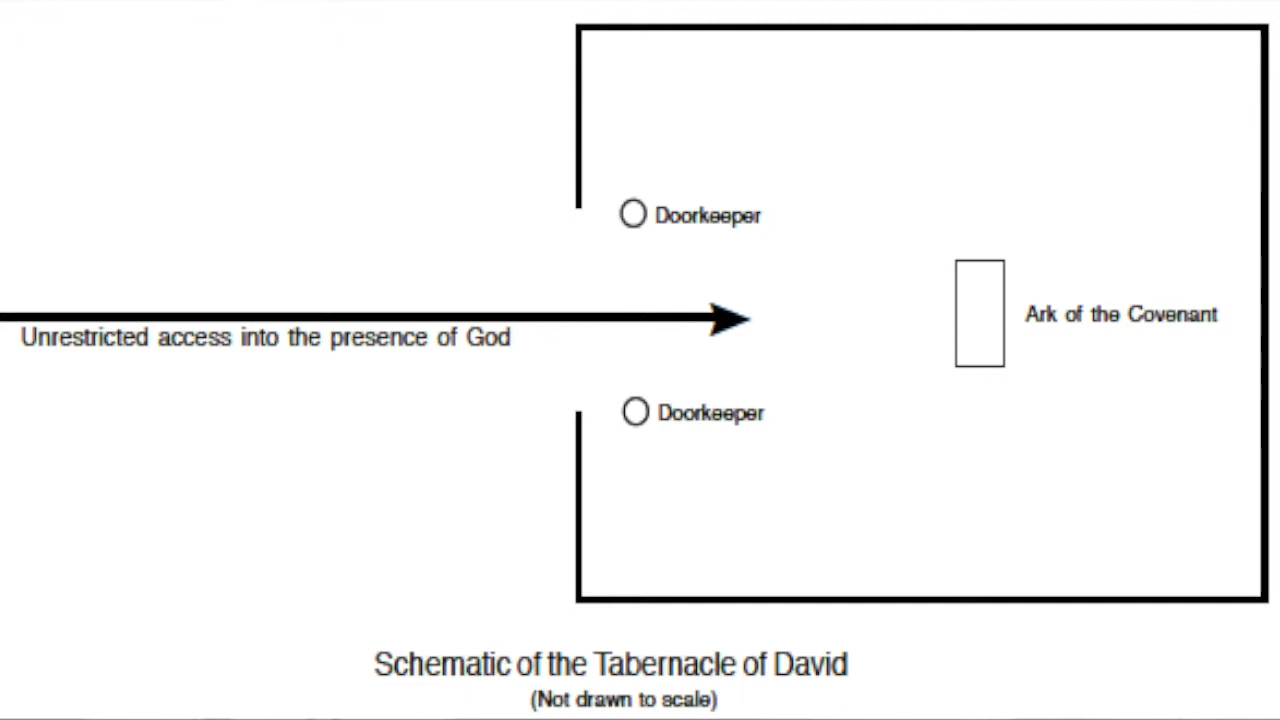 Doorkeeper
Ark of the Covenant
Unrestricted access into the presence of God
Doorkeeper
Schematic of the Tabernacle of David
(Not drawn to scale)